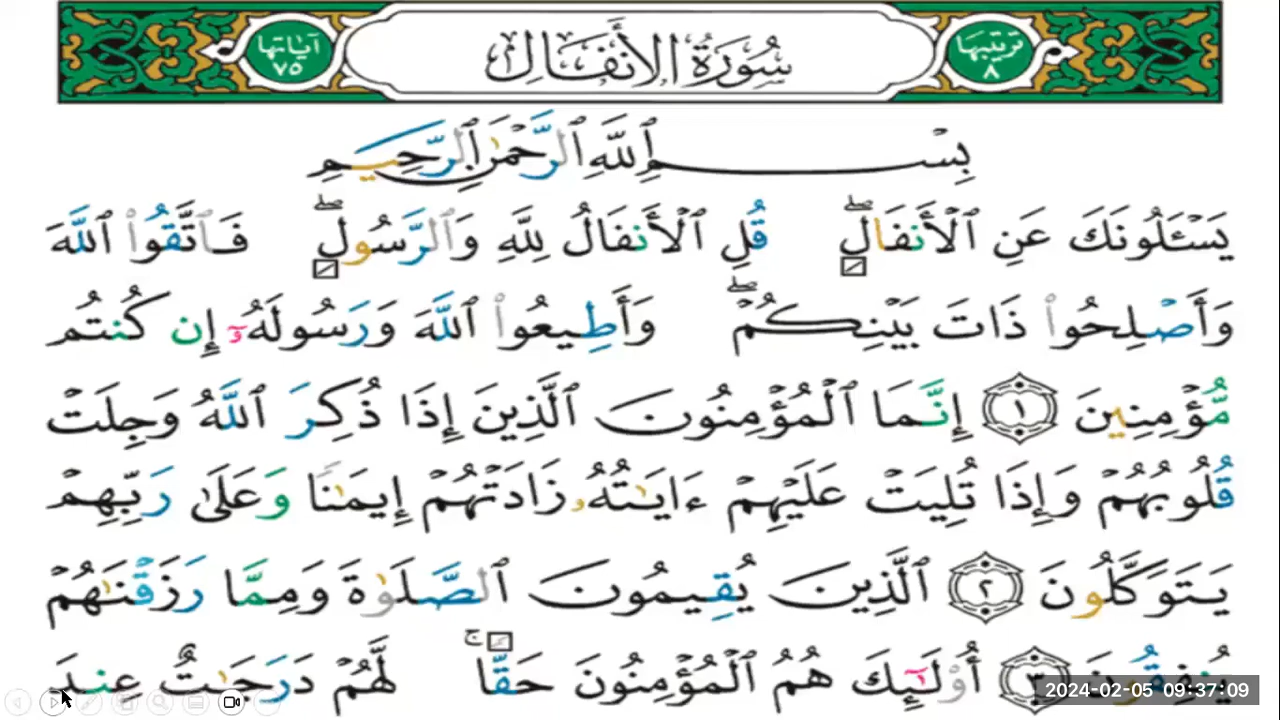 آياتها ٧٥ سُورَةُ الأَنفَال ترتيبها ٨
بِسْمِ ٱللَّهِ ٱلرَّحْمَٰنِ ٱلرَّحِيمِ
يَسْـَٔلُونَكَ عَنِ ٱلْأَنفَالِۖ قُلِ ٱلْأَنفَالُ لِلَّهِ وَٱلرَّسُولِۖ فَٱتَّقُوا۟ ٱللَّهَ
وَأَصْلِحُوا۟ ذَاتَ بَيْنِكُمْۖ وَأَطِيعُوا۟ ٱللَّهَ وَرَسُولَهُۥٓ إِن كُنتُم
مُّؤْمِنِينَ ١ إِنَّمَا ٱلْمُؤْمِنُونَ ٱلَّذِينَ إِذَا ذُكِرَ ٱللَّهُ وَجِلَتْ
قُلُوبُهُمْ وَإِذَا تُلِيَتْ عَلَيْهِمْ ءَايَٰتُهُۥ زَادَتْهُمْ إِيمَٰنًا وَعَلَىٰ رَبِّهِمْ
يَتَوَكَّلُونَ ٢ ٱلَّذِينَ يُقِيمُونَ ٱلصَّلَوٰةَ وَمِمَّا رَزَقْنَٰهُمْ
يُنفِقُونَ ٣ أُو۟لَٰٓئِكَ هُمُ ٱلْمُؤْمِنُونَ حَقًّاۚ لَّهُمْ دَرَجَٰتٌ عِندَ
2024-02-05 09:37:09